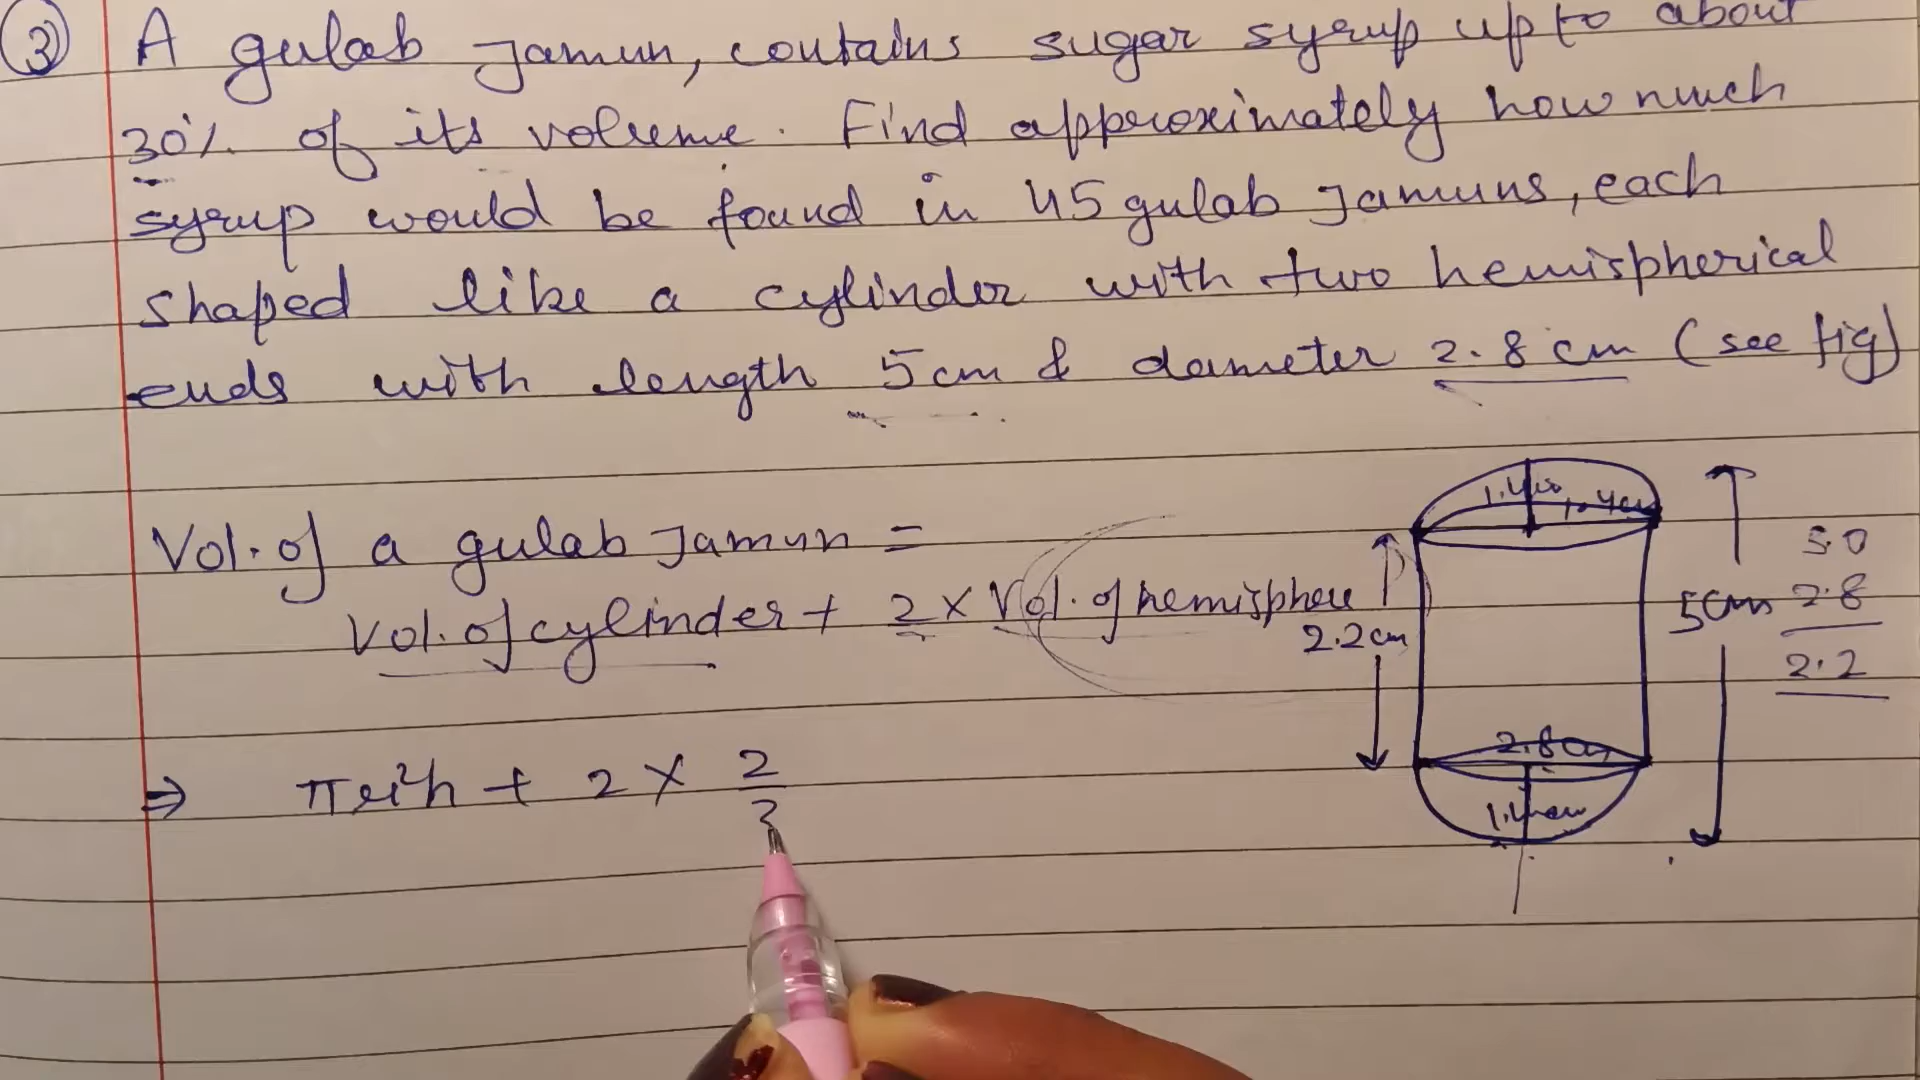 3 A gulab Jamun, contains sugar syrup up to about
30% of its volume. Find approximately how much
syrup would be found in 45 gulab Jamuns, each
shaped like a cylinder with two hemispherical
ends with length 5cm & dameter 2.8 cm (see fig)
Vol. of a gulab Jamun =
Vol. of cylinder + 2 × Vol. of hemisphere
⇒ πr²h + 2 × 2/3
1.4cm 1.4cm
2.2cm
2.8cm
1.4cm
5cm
5.0
2.8
2.2